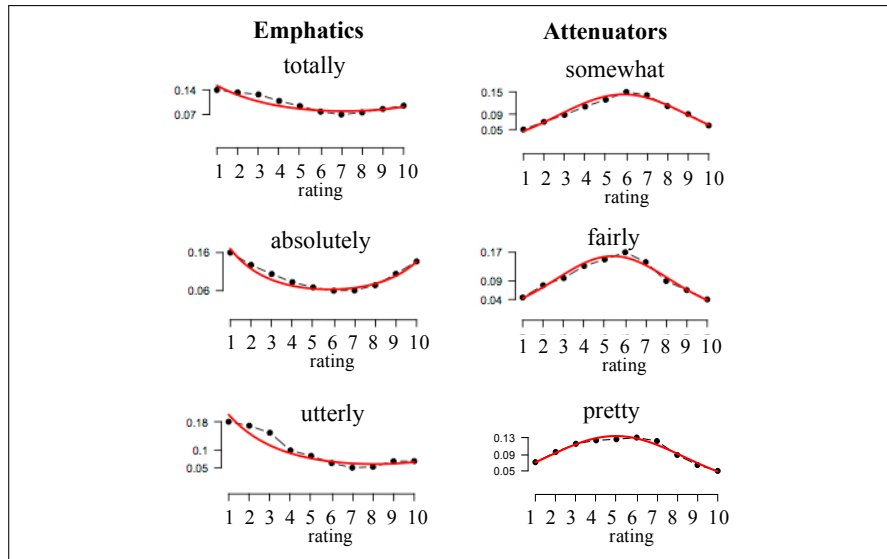 Emphatics
Attenuators
totally
0.14
0.07
1 2 3 4 5 6 7 8 9 10
rating
somewhat
0.15
0.09
0.05
1 2 3 4 5 6 7 8 9 10
rating
absolutely
0.16
0.06
1 2 3 4 5 6 7 8 9 10
rating
fairly
0.17
0.09
0.04
1 2 3 4 5 6 7 8 9 10
rating
utterly
0.18
0.1
0.05
1 2 3 4 5 6 7 8 9 10
rating
pretty
0.13
0.09
0.05
1 2 3 4 5 6 7 8 9 10
rating